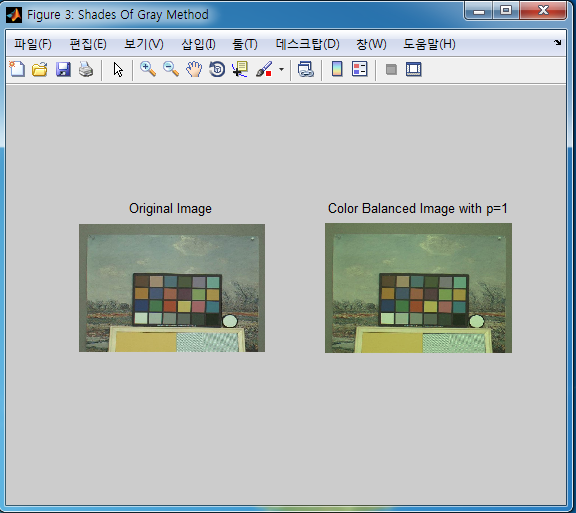 Figure 3: Shades Of Gray Method
파일(F) 편집(E) 보기(V) 삽입(I) 툴(T) 데스크탑(D) 창(W) 도움말(H)
Original Image
Color Balanced Image with p=1